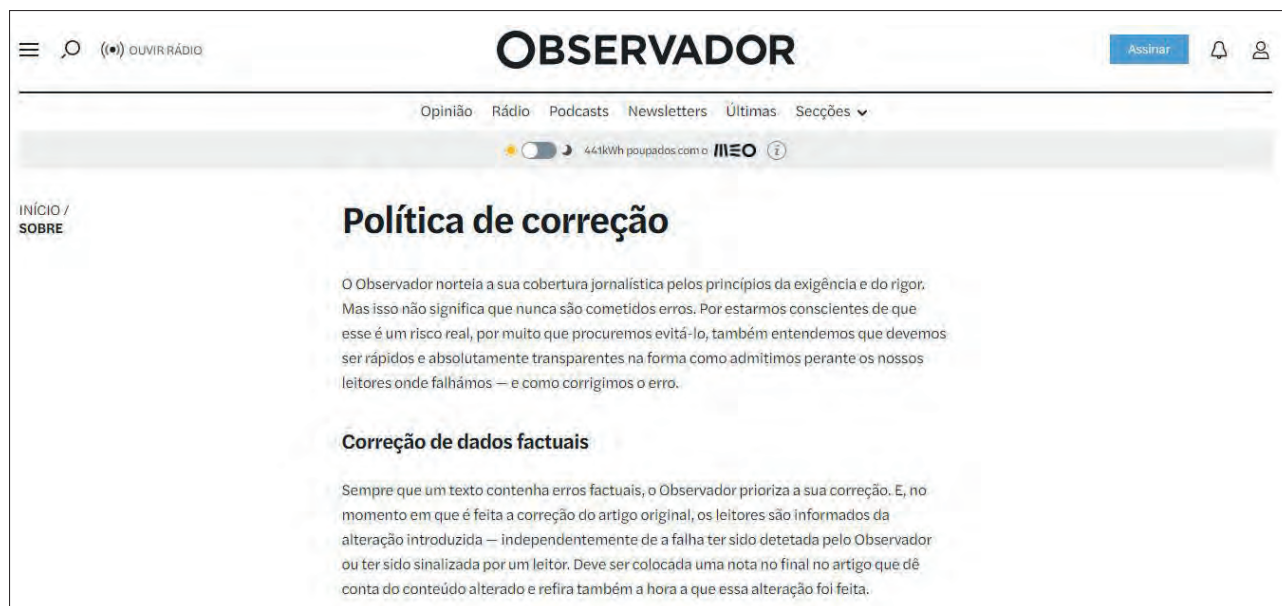 OUVIR RÁDIO
OBSERVADOR
Assinar
Opinião Rádio Podcasts Newsletters Últimas Secções
441kWh poupados com o MEO i
INÍCIO /
SOBRE
Política de correção
O Observador norteia a sua cobertura jornalística pelos princípios da exigência e do rigor.
Mas isso não significa que nunca são cometidos erros. Por estarmos conscientes de que
esse é um risco real, por muito que procuremos evitá-lo, também entendemos que devemos
ser rápidos e absolutamente transparentes na forma como admitimos perante os nossos
leitores onde falhámos — e como corrigimos o erro.
Correção de dados factuais
Sempre que um texto contenha erros factuais, o Observador prioriza a sua correção. E, no
momento em que é feita a correção do artigo original, os leitores são informados da
alteração introduzida — independentemente de a falha ter sido detetada pelo Observador
ou ter sido sinalizada por um leitor. Deve ser colocada uma nota no final no artigo que dê
conta do conteúdo alterado e refira também a hora a que essa alteração foi feita.